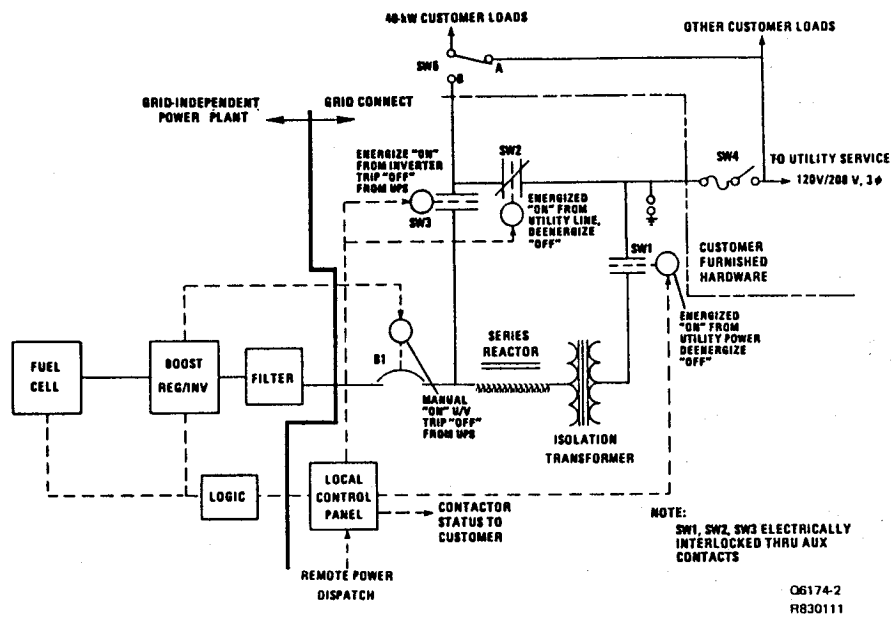 40-kW CUSTOMER LOADS
OTHER CUSTOMER LOADS
SW5
A
B
GRID-INDEPENDENT
POWER PLANT
GRID CONNECT
ENERGIZE "ON"
FROM INVERTER
TRIP "OFF"
FROM UPS
SW2
SW4
TO UTILITY SERVICE
120V/208 V, 3 φ
SW3
ENERGIZED
"ON" FROM
UTILITY LINE,
DEENERGIZE
"OFF"
SW1
CUSTOMER
FURNISHED
HARDWARE
ENERGIZED
"ON" FROM
UTILITY POWER
DEENERGIZE
"OFF"
FUEL
CELL
BOOST
REG/INV
FILTER
B1
SERIES
REACTOR
MANUAL
"ON" U/V
TRIP "OFF"
FROM UPS
ISOLATION
TRANSFORMER
LOGIC
LOCAL
CONTROL
PANEL
CONTACTOR
STATUS TO
CUSTOMER
REMOTE POWER
DISPATCH
NOTE:
SW1, SW2, SW3 ELECTRICALLY
INTERLOCKED THRU AUX
CONTACTS
Q6174-2
R830111